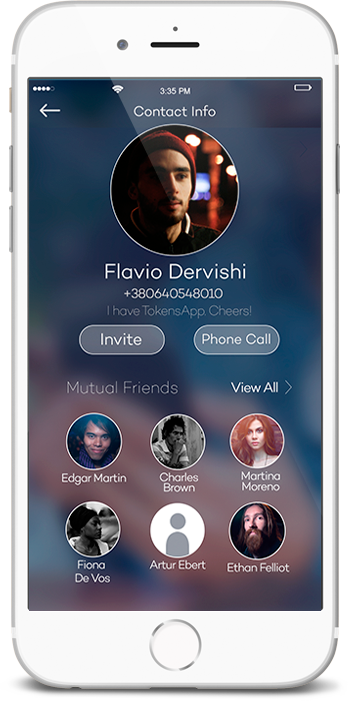 3:35 PM
Contact Info
Flavio Dervishi
+380640548010
I have TokensApp. Cheers!
Invite
Phone Call
Mutual Friends
View All
Edgar Martin
Charles
Brown
Martina
Moreno
Fiona
De Vos
Artur Ebert
Ethan Felliot